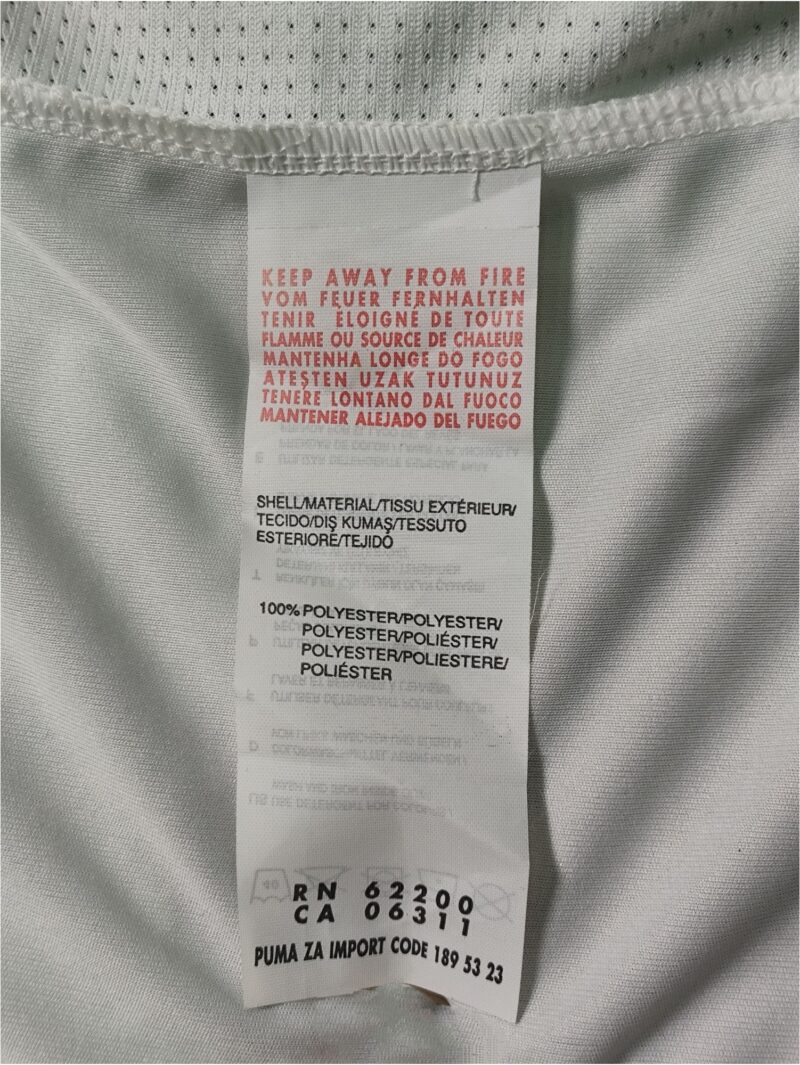 KEEP AWAY FROM FIRE
VOM FEUER FERNHALTEN
TENIR ÉLOIGNÉ DE TOUTE
FLAMME OU SOURCE DE CHALEUR
MANTENHA LONGE DO FOGO
ATEŞTEN UZAK TUTUNUZ
TENERE LONTANO DAL FUOCO
MANTENER ALEJADO DEL FUEGO
SHELL/MATERIAL/TISSU EXTÉRIEUR/
TECIDO/DIŞ KUMAŞ/TESSUTO
ESTERIORE/TEJIDO
100% POLYESTER/POLYESTER/
POLYESTER/POLIÉSTER/
POLYESTER/POLIESTERE/
POLIÉSTER
RN 62200
CA 06311
PUMA ZA IMPORT CODE 189 53 23